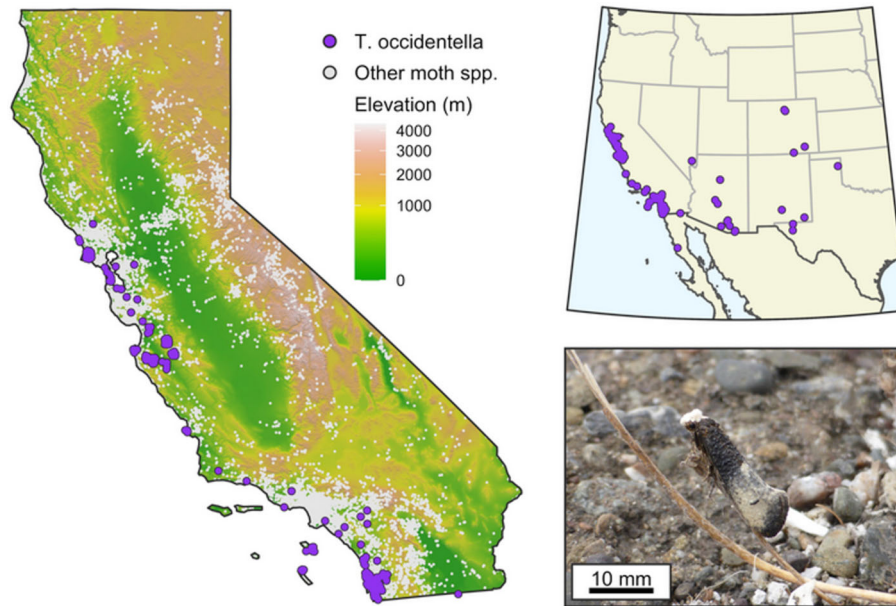 T. occidentella
Other moth spp.
Elevation (m)
4000
3000
2000
1000
0
10 mm